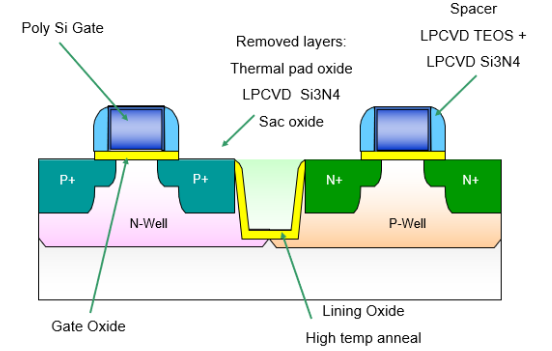 Spacer
LPCVD TEOS +
LPCVD Si3N4
Poly Si Gate
Removed layers:
Thermal pad oxide
LPCVD Si3N4
Sac oxide
P+
P+
N+
N+
N-Well
P-Well
Gate Oxide
Lining Oxide
High temp anneal